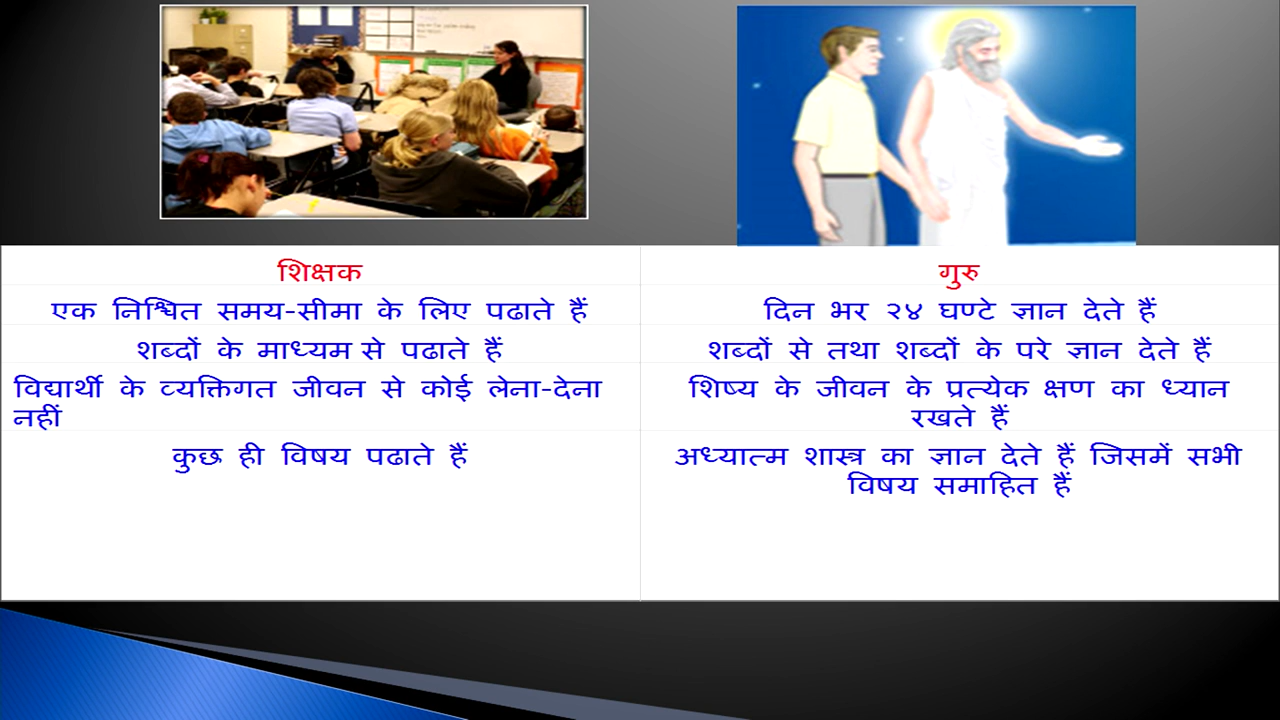 शिक्षक
गुरु
एक निश्चित समय-सीमा के लिए पढाते हैं
दिन भर २४ घण्टे ज्ञान देते हैं
शब्दों के माध्यम से पढाते हैं
शब्दों से तथा शब्दों के परे ज्ञान देते हैं
विद्यार्थी के व्यक्तिगत जीवन से कोई लेना-देना
नहीं
शिष्य के जीवन के प्रत्येक क्षण का ध्यान
रखते हैं
कुछ ही विषय पढाते हैं
अध्यात्म शास्त्र का ज्ञान देते हैं जिसमें सभी
विषय समाहित हैं